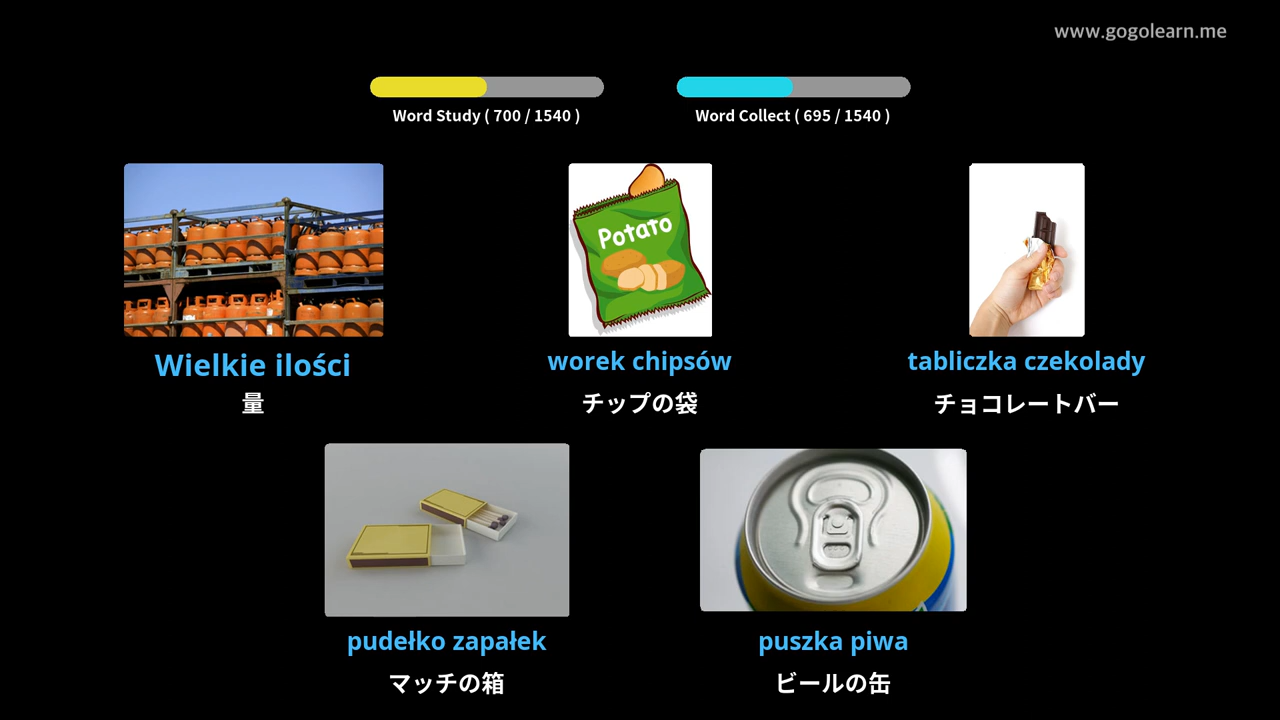 www.gogolearn.me
Word Study ( 700 / 1540 )
Word Collect ( 695 / 1540 )
Potato
Wielkie ilości
量
worek chipsów
チップの袋
tabliczka czekolady
チョコレートバー
pudełko zapałek
マッチの箱
puszka piwa
ビールの缶